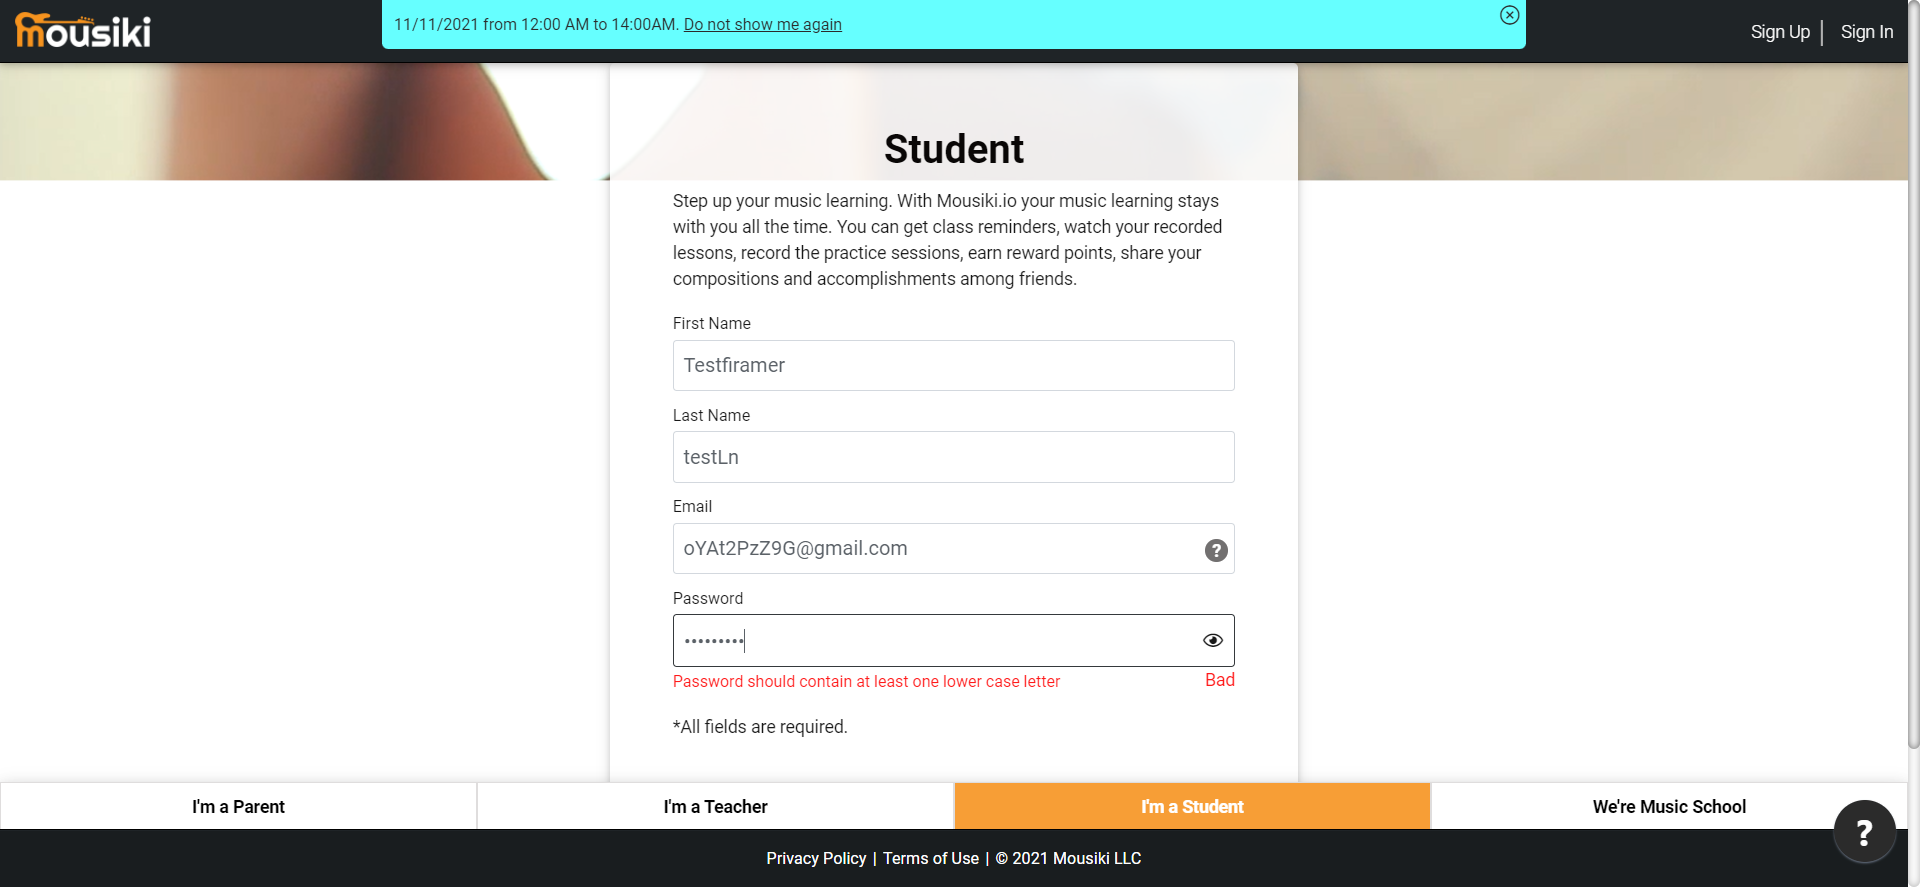 mousiki
11/11/2021 from 12:00 AM to 14:00AM. Do not show me again
Sign Up | Sign In
Student
Step up your music learning. With Mousiki.io your music learning stays
with you all the time. You can get class reminders, watch your recorded
lessons, record the practice sessions, earn reward points, share your
compositions and accomplishments among friends.
First Name
Testfiramer
Last Name
testLn
Email
oYAt2PzZ9G@gmail.com
?
Password
•••••••••
Password should contain at least one lower case letter
Bad
*All fields are required.
I'm a Parent
I'm a Teacher
I'm a Student
We're Music School
?
Privacy Policy | Terms of Use | © 2021 Mousiki LLC